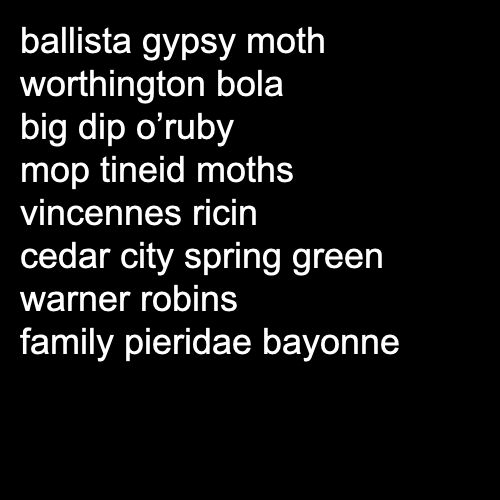 ballista gypsy moth
worthington bola
big dip o’ruby
mop tineid moths
vincennes ricin
cedar city spring green
warner robins
family pieridae bayonne